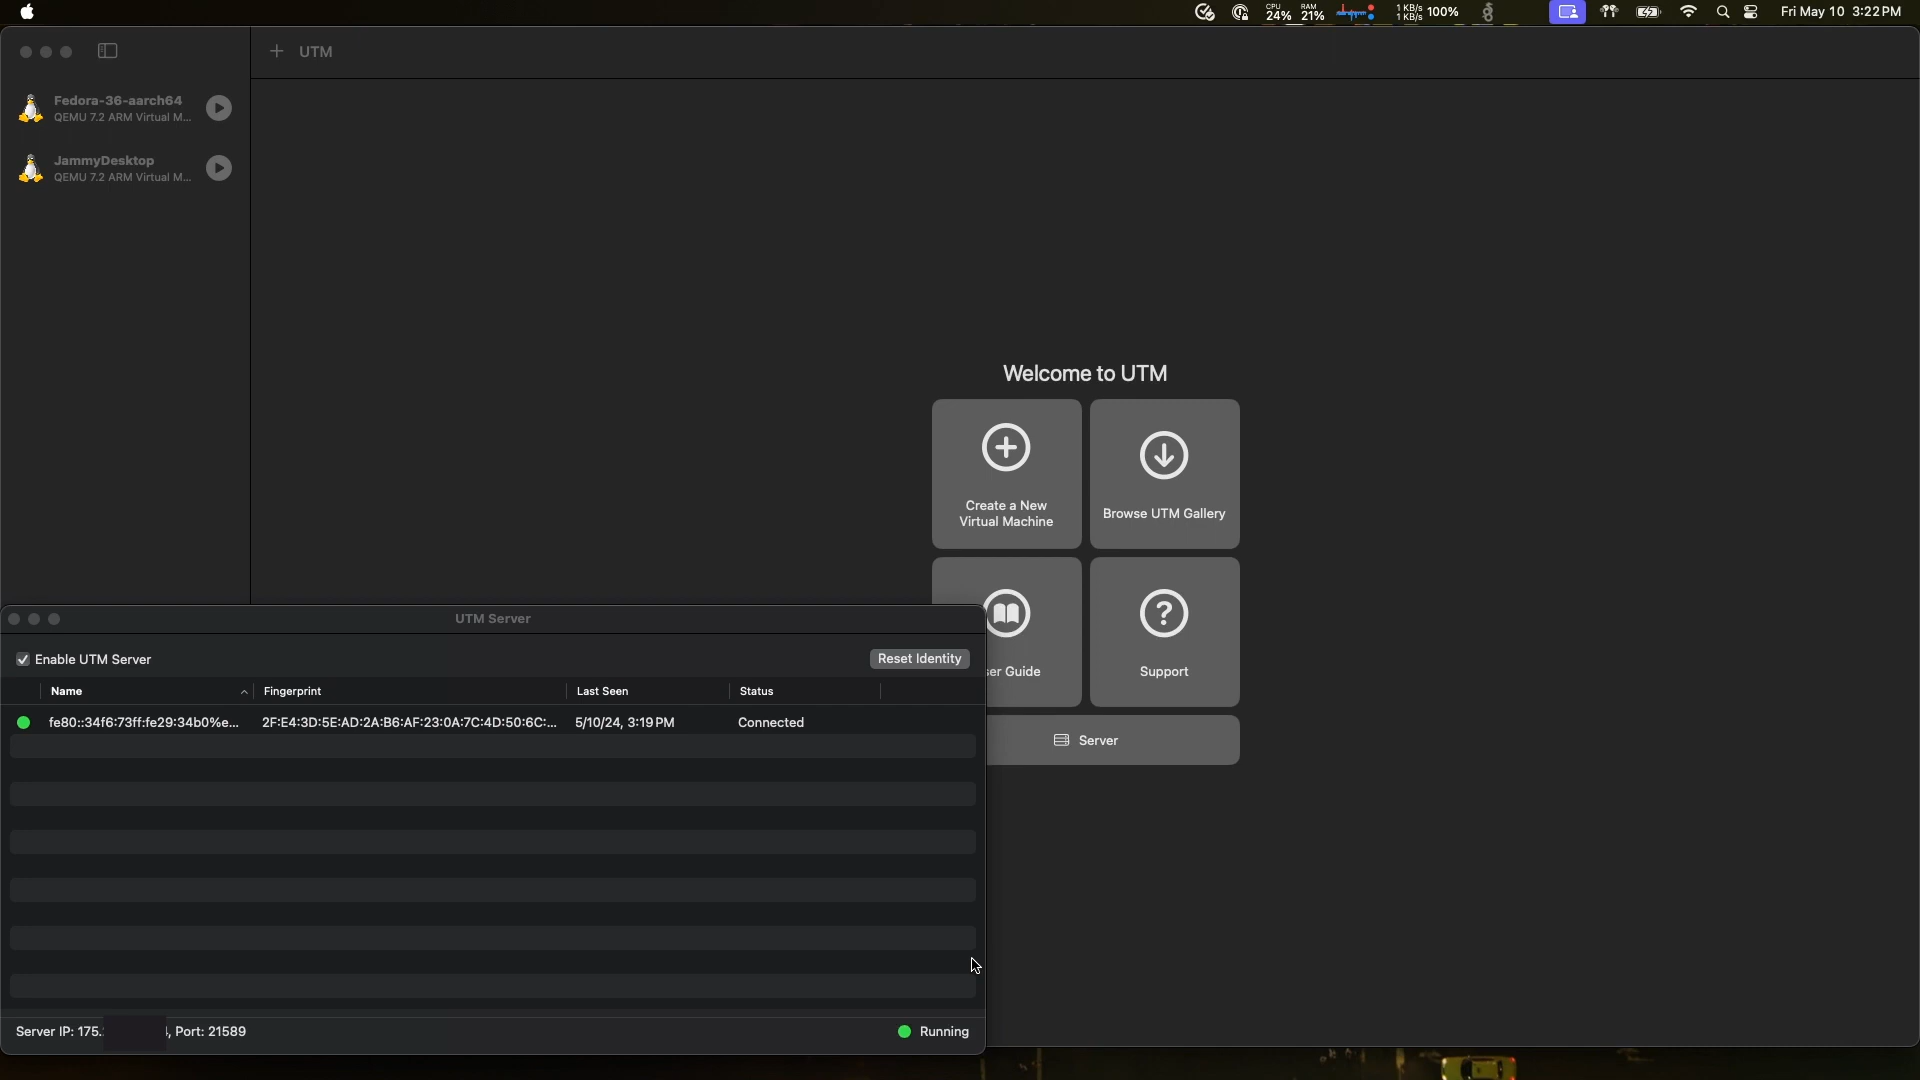 CPU
24%
RAM
21%
1 KB/s
1 KB/s
100%
Fri May 10 3:22 PM
UTM
Fedora-36-aarch64
QEMU 7.2 ARM Virtual M...
JammyDesktop
QEMU 7.2 ARM Virtual M...
Welcome to UTM
Create a New
Virtual Machine
Browse UTM Gallery
ser Guide
Support
Server
UTM Server
Enable UTM Server
Reset Identity
Name Fingerprint Last Seen Status
fe80::34f6:73ff:fe29:34b0%e... 2F:E4:3D:5E:AD:2A:B6:AF:23:0A:7C:4D:50:6C:... 5/10/24, 3:19 PM Connected
Server IP: 175. , Port: 21589
Running